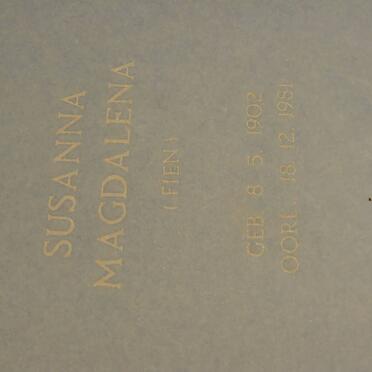 SUSANNA
MAGDALENA
(FIEN)
GEB. 8. 5. 1902
OORL. 18. 12. 1981